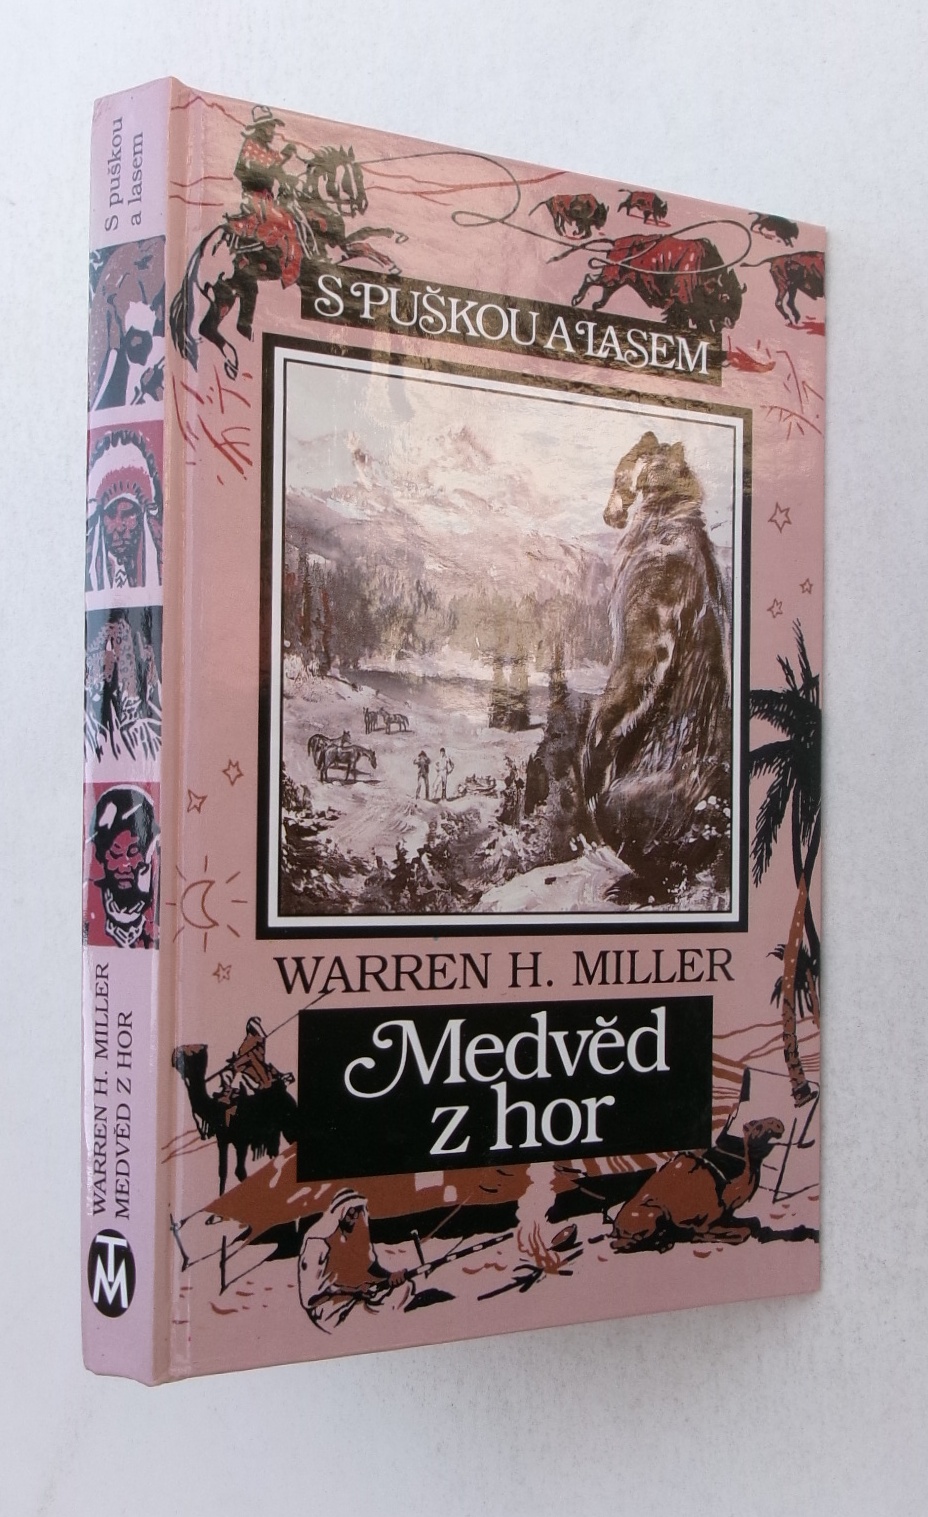 S puškou
a lasem
WARREN H. MILLER
MEDVĚD Z HOR
TM
S PUŠKOU A LASEM
WARREN H. MILLER
Medvěd
z hor